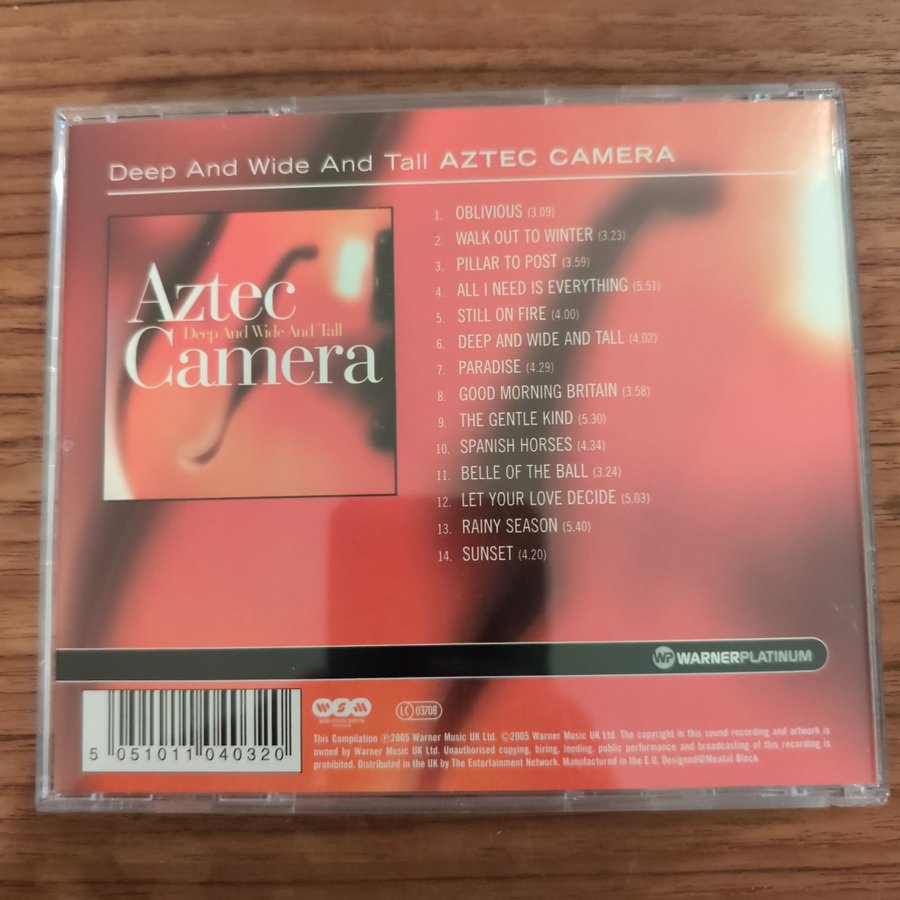 Deep And Wide And Tall AZTEC CAMERA
Aztec
Deep And Wide And Tall
Camera
1. OBLIVIOUS (3.09)
2. WALK OUT TO WINTER (3.23)
3. PILLAR TO POST (3.59)
4. ALL I NEED IS EVERYTHING (5.51)
5. STILL ON FIRE (4.00)
6. DEEP AND WIDE AND TALL (4.02)
7. PARADISE (4.29)
8. GOOD MORNING BRITAIN (3.58)
9. THE GENTLE KIND (5.30)
10. SPANISH HORSES (4.34)
11. BELLE OF THE BALL (3.24)
12. LET YOUR LOVE DECIDE (5.03)
13. RAINY SEASON (5.40)
14. SUNSET (4.20)
WP WARNERPLATINUM
5 051011 040320
WSM
LC 03708
This Compilation ℗2005 Warner Music UK Ltd. ©2005 Warner Music UK Ltd. The copyright in this sound recording and artwork is
owned by Warner Music UK Ltd. Unauthorised copying, hiring, lending, public performance and broadcasting of this recording is
prohibited. Distributed in the UK by The Entertainment Network. Manufactured in the E.U. Designed@Mental Block.